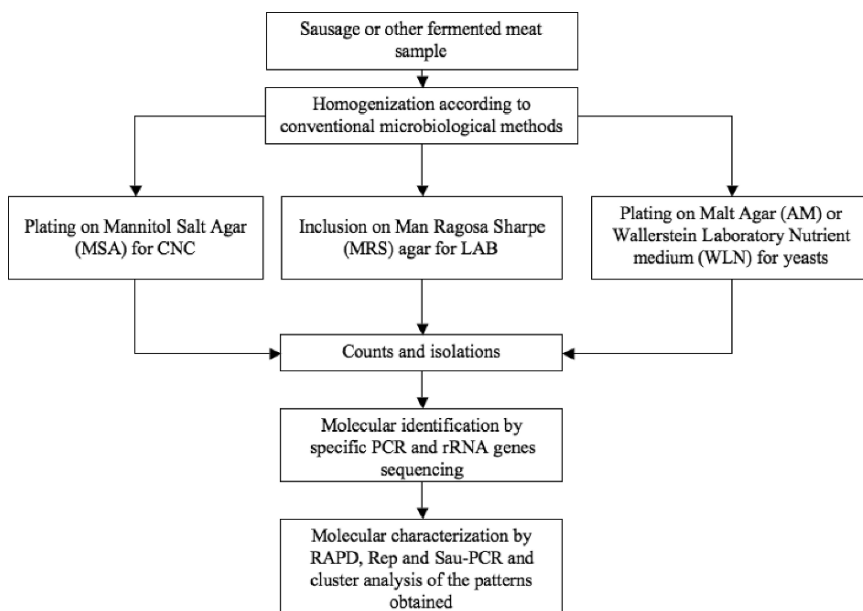 Sausage or other fermented meat
sample
Homogenization according to
conventional microbiological methods
Plating on Mannitol Salt Agar
(MSA) for CNC
Inclusion on Man Ragosa Sharpe
(MRS) agar for LAB
Plating on Malt Agar (AM) or
Wallerstein Laboratory Nutrient
medium (WLN) for yeasts
Counts and isolations
Molecular identification by
specific PCR and rRNA genes
sequencing
Molecular characterization by
RAPD, Rep and Sau-PCR and
cluster analysis of the patterns
obtained